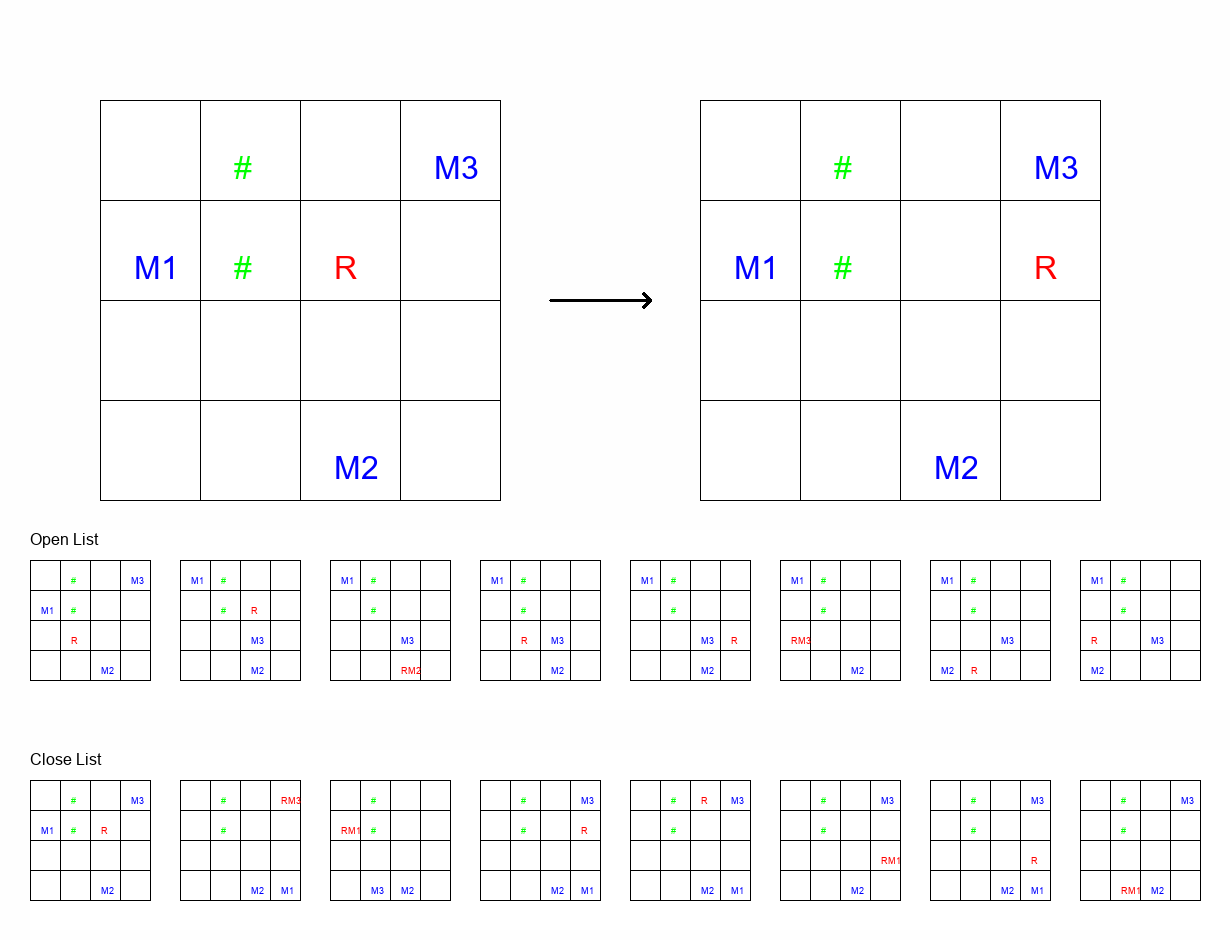 # M3 # M3
M1 # R M1 # R
M2 M2
Open List
# M3 M1 # M1 # M1 # M1 # M1 # M1 # M1 #
M1 # # R # # # # # #
R M3 M3 R M3 M3 R RM3 M3 R M3
M2 M2 RM2 M2 M2 M2 M2 R M2
Close List
# M3 # RM3 # # M3 # R M3 # M3 # M3 # M3
M1 # R # RM1 # # R # # # #
RM1 R
M2 M2 M1 M3 M2 M2 M1 M2 M1 M2 M2 M1 RM1 M2